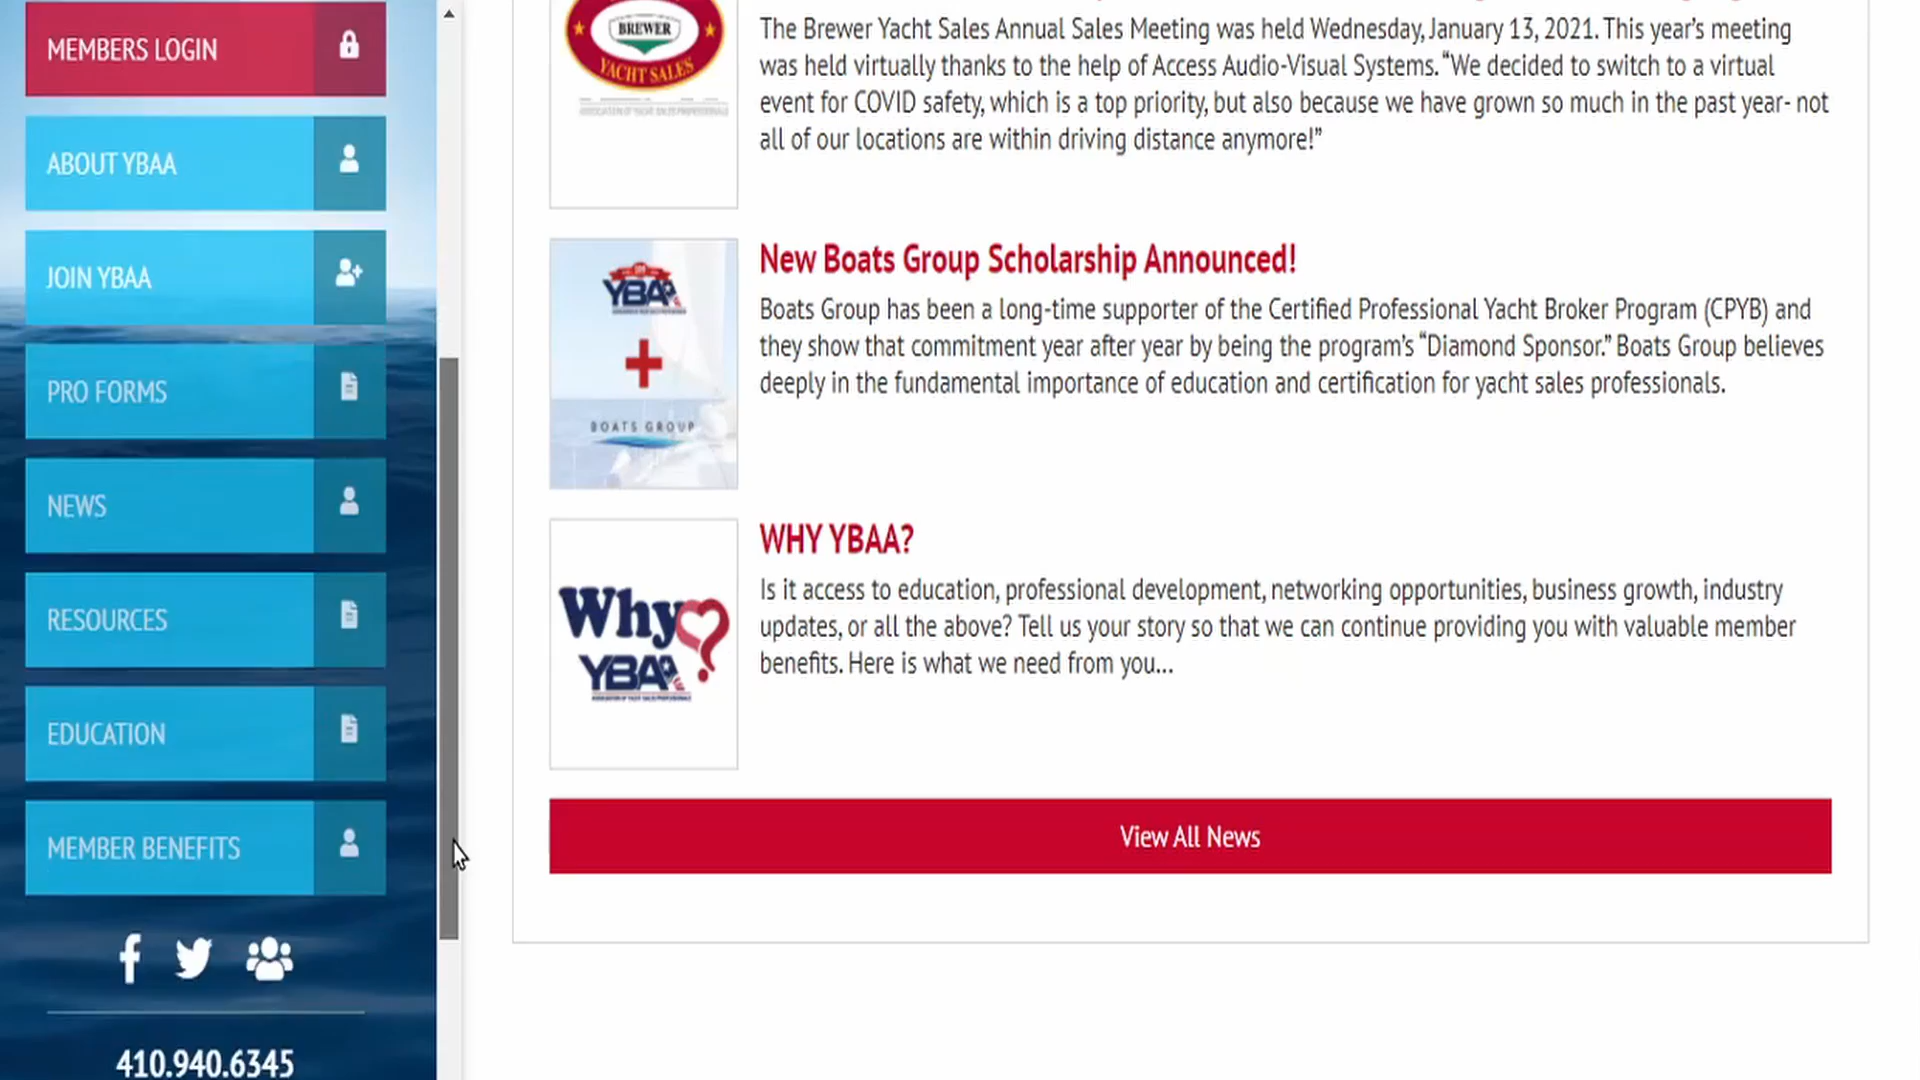 MEMBERS LOGIN
ABOUT YBAA
JOIN YBAA
PRO FORMS
NEWS
RESOURCES
EDUCATION
MEMBER BENEFITS
410.940.6345
BREWER
YACHT SALES
The Brewer Yacht Sales Annual Sales Meeting was held Wednesday, January 13, 2021. This year’s meeting
was held virtually thanks to the help of Access Audio-Visual Systems. “We decided to switch to a virtual
event for COVID safety, which is a top priority, but also because we have grown so much in the past year- not
all of our locations are within driving distance anymore!”
YBAA
BOATS GROUP
New Boats Group Scholarship Announced!
Boats Group has been a long-time supporter of the Certified Professional Yacht Broker Program (CPYB) and
they show that commitment year after year by being the program’s “Diamond Sponsor.” Boats Group believes
deeply in the fundamental importance of education and certification for yacht sales professionals.
Why
YBAA
WHY YBAA?
Is it access to education, professional development, networking opportunities, business growth, industry
updates, or all the above? Tell us your story so that we can continue providing you with valuable member
benefits. Here is what we need from you...
View All News